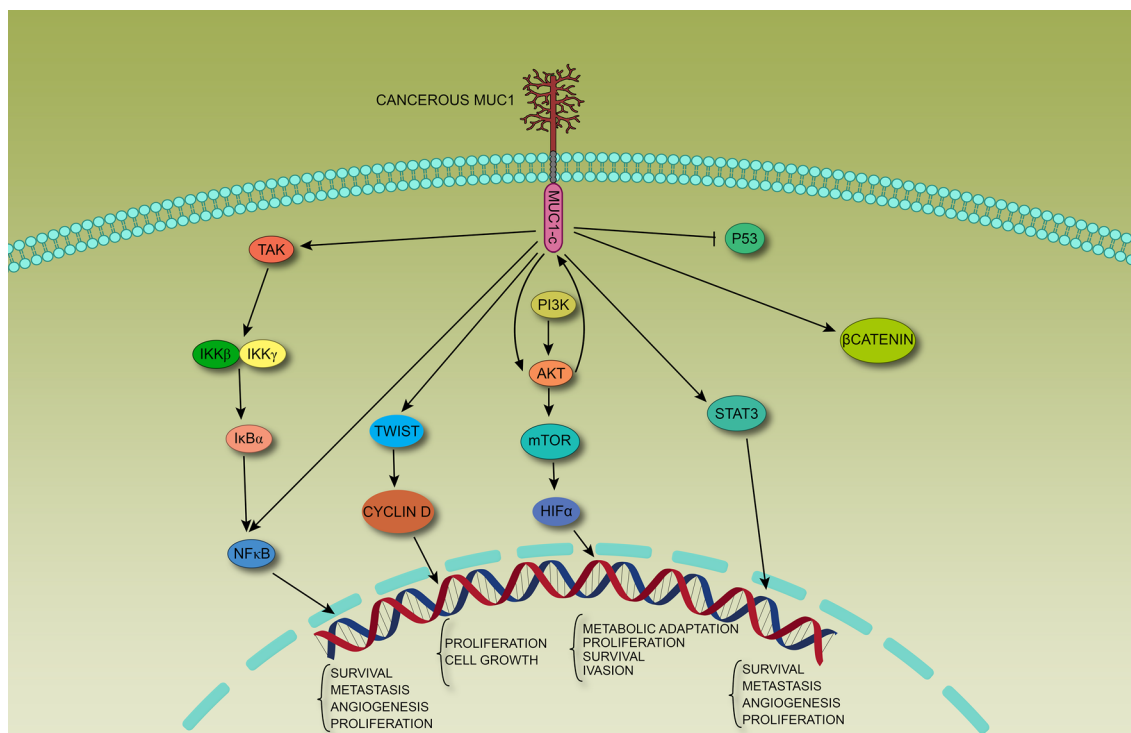 CANCEROUS MUC1
MUC1-c
TAK
P53
PI3K
βCATENIN
IKKβ
IKKγ
AKT
STAT3
IκBα
TWIST
mTOR
CYCLIN D
HIFα
NFκB
PROLIFERATION
CELL GROWTH
METABOLIC ADAPTATION
PROLIFERATION
SURVIVAL
IVASION
SURVIVAL
METASTASIS
ANGIOGENESIS
PROLIFERATION
SURVIVAL
METASTASIS
ANGIOGENESIS
PROLIFERATION